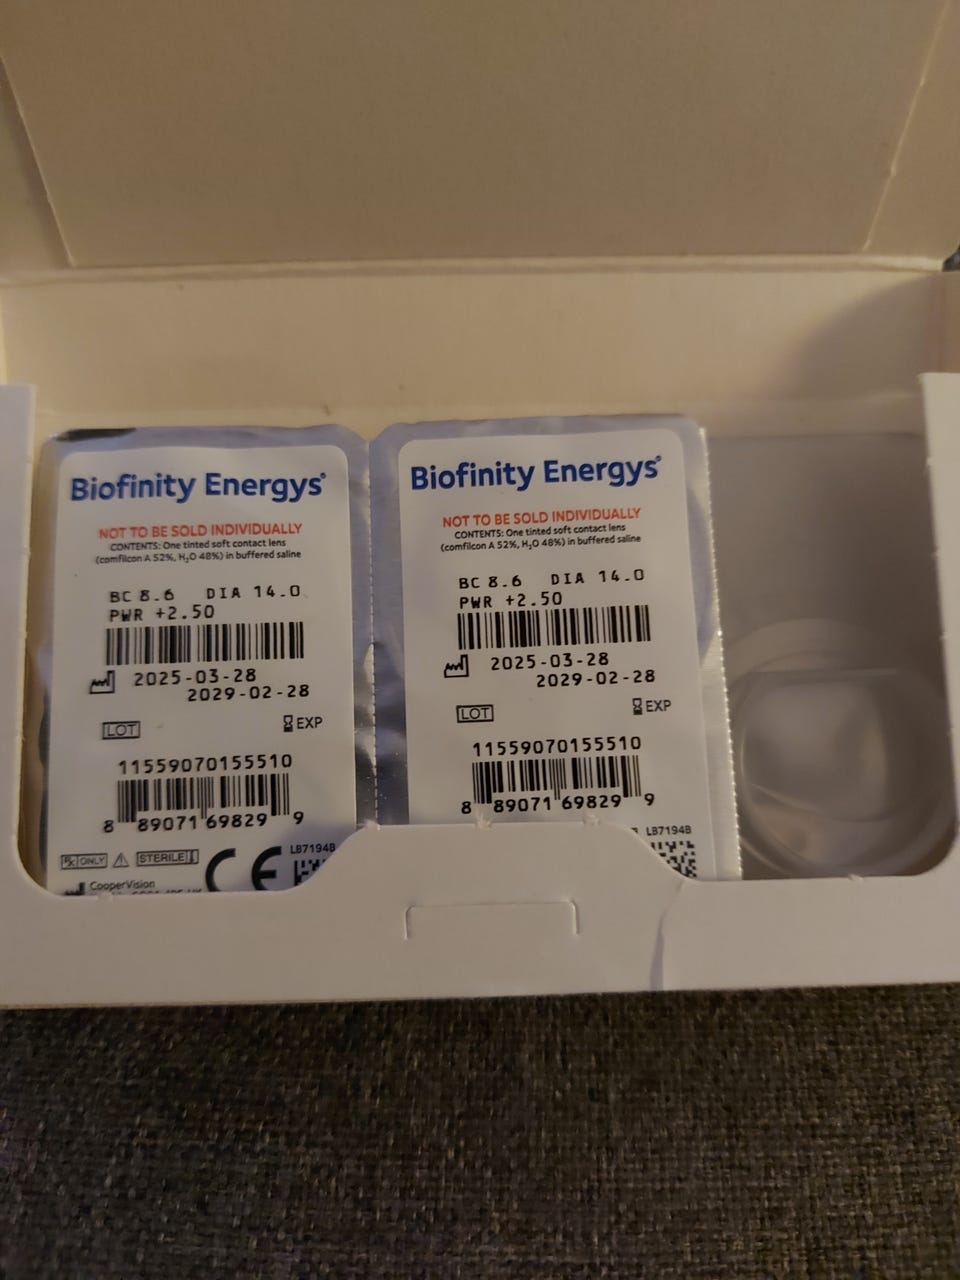 Biofinity Energys®
NOT TO BE SOLD INDIVIDUALLY
CONTENTS: One tinted soft contact lens
(comfilcon A 52%, H₂O 48%) in buffered saline
BC 8.6 DIA 14.0
PWR +2.50
2025-03-28
2029-02-28
LOT
EXP
11559070155510
8 89071 69829 9
Rx ONLY
STERILE
CE
LB7194B
CooperVision
Biofinity Energys®
NOT TO BE SOLD INDIVIDUALLY
CONTENTS: One tinted soft contact lens
(comfilcon A 52%, H₂O 48%) in buffered saline
BC 8.6 DIA 14.0
PWR +2.50
2025-03-28
2029-02-28
LOT
EXP
11559070155510
8 89071 69829 9
LB7194B